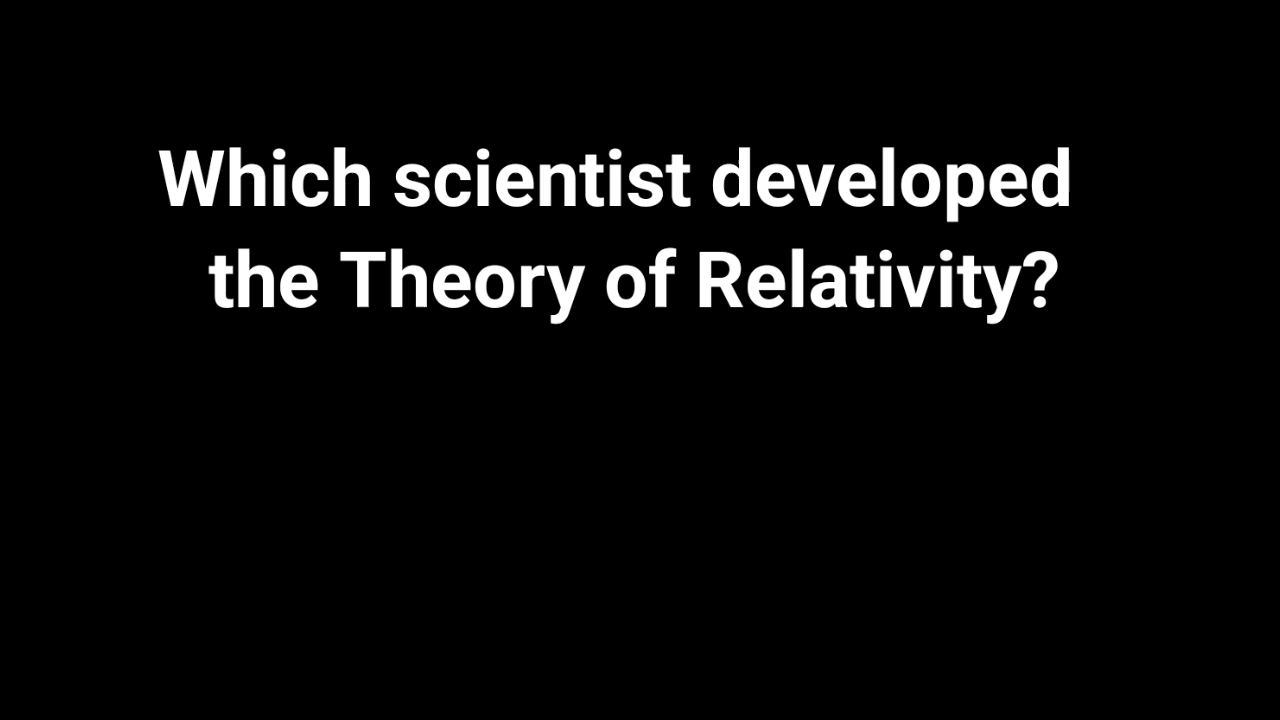 Which scientist developed
the Theory of Relativity?